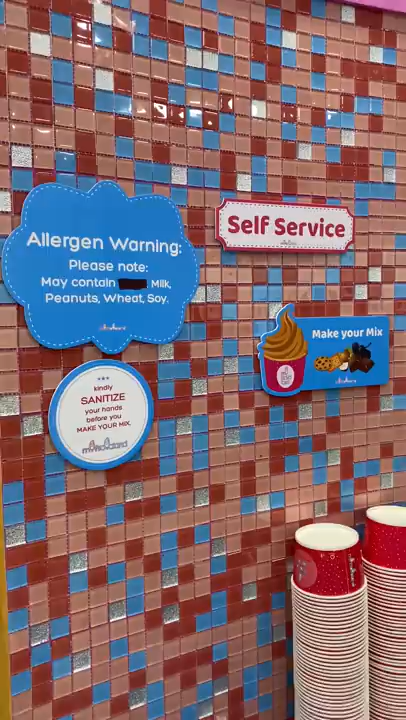 Allergen Warning:
Please note:
May contain Milk,
Peanuts, Wheat, Soy.
Self Service
Make your Mix
kindly
SANITIZE
your hands
before you
MAKE YOUR MIX.